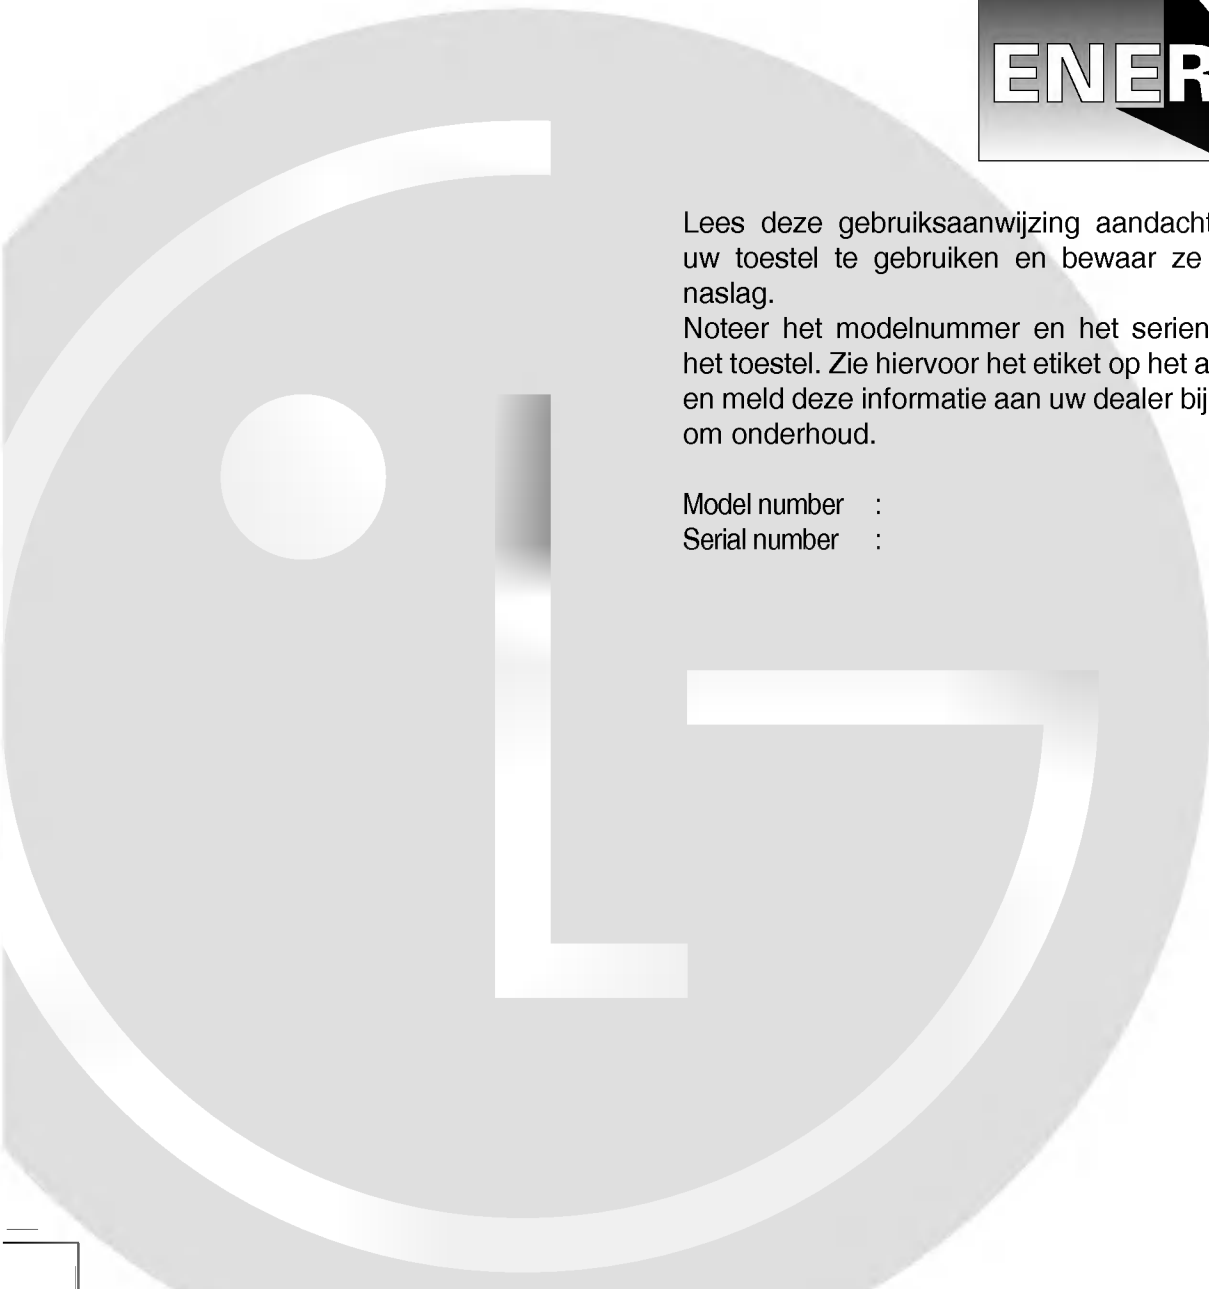 ENER
Lees deze gebruiksaanwijzing aandacht
uw toestel te gebruiken en bewaar ze
naslag.
Noteer het modelnummer en het serien
het toestel. Zie hiervoor het etiket op het a
en meld deze informatie aan uw dealer bij
om onderhoud.
Model number :
Serial number :